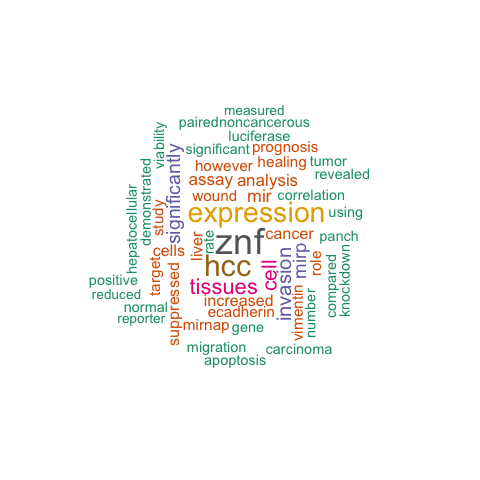 measured
pairednoncancerous
luciferase
significant
prognosis
viability
however
healing
tumor
revealed
assay
analysis
significantly
demonstrated
hepatocellular
study
wound
mir
correlation
expression
using
znf
rate
liver
cancer
panch
cells
target
hcc
cell
invasion
mirp
role
compared
knockdown
positive
tissues
reduced
increased
normal
suppressed
ecadherin
vimentin
number
reporter
mirnap
gene
migration
carcinoma
apoptosis